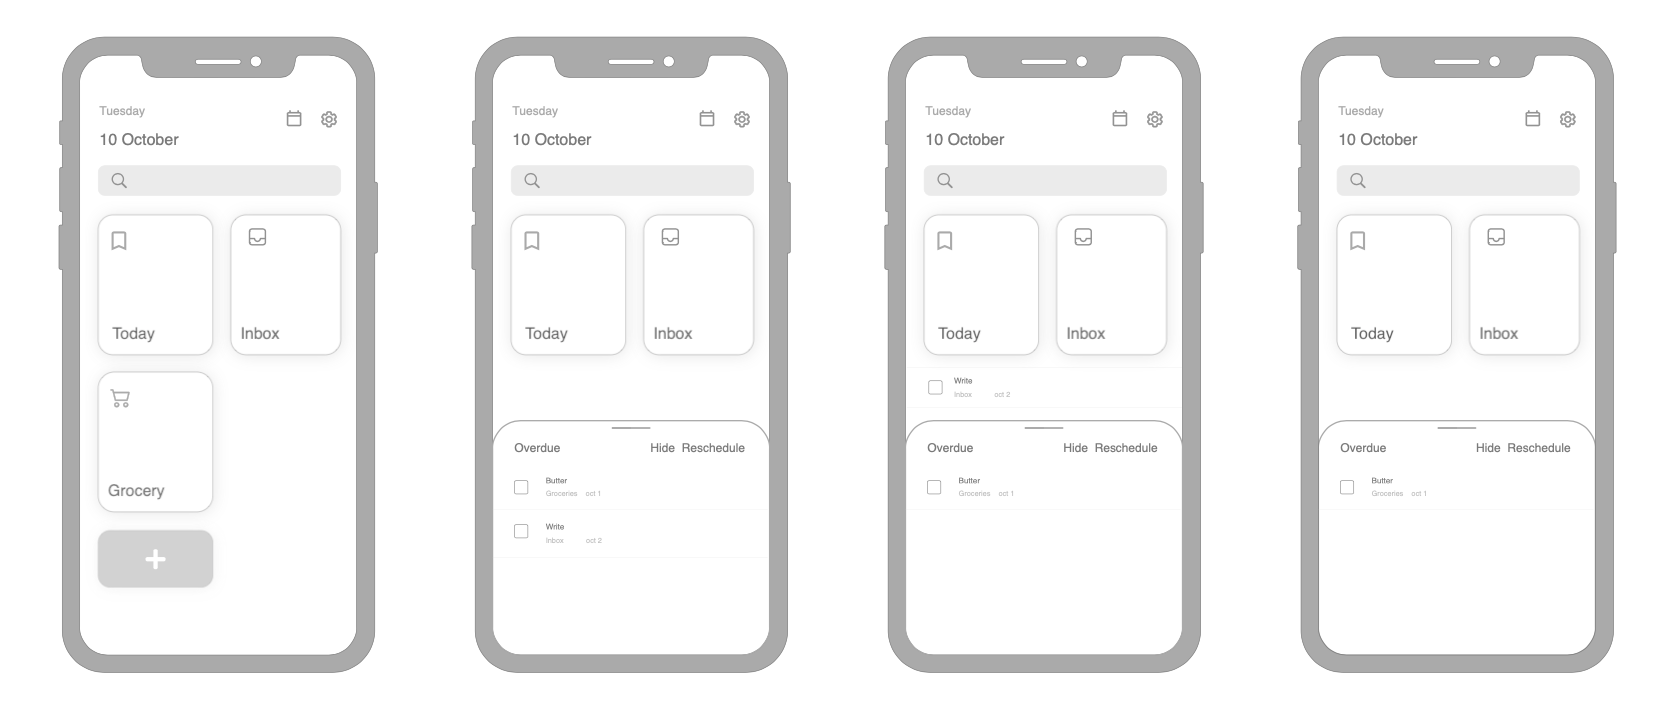 Tuesday
10 October
Today
Inbox
Grocery
Tuesday
10 October
Today
Inbox
Overdue Hide Reschedule
Butter
Groceries oct 1
Write
Inbox oct 2
Tuesday
10 October
Today
Inbox
Write
Inbox oct 2
Overdue Hide Reschedule
Butter
Groceries oct 1
Tuesday
10 October
Today
Inbox
Overdue Hide Reschedule
Butter
Groceries oct 1